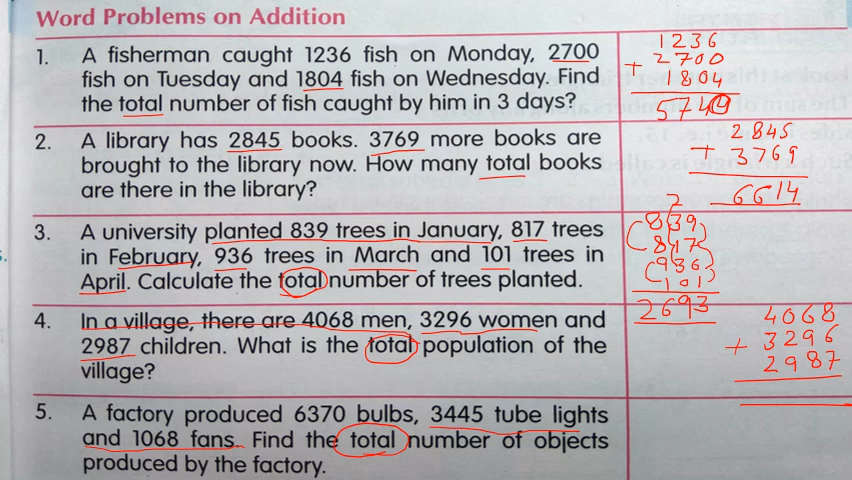 Word Problems on Addition
1. A fisherman caught 1236 fish on Monday, 2700
fish on Tuesday and 1804 fish on Wednesday. Find
the total number of fish caught by him in 3 days?
1236
2700
+ 1804
574
2. A library has 2845 books. 3769 more books are
brought to the library now. How many total books
are there in the library?
2845
+ 3769
6614
3. A university planted 839 trees in January, 817 trees
in February, 936 trees in March and 101 trees in
April. Calculate the total number of trees planted.
2
839
817
936
101
2693
4. In a village, there are 4068 men, 3296 women and
2987 children. What is the total population of the
village?
4068
+ 3296
2987
5. A factory produced 6370 bulbs, 3445 tube lights
and 1068 fans. Find the total number of objects
produced by the factory.